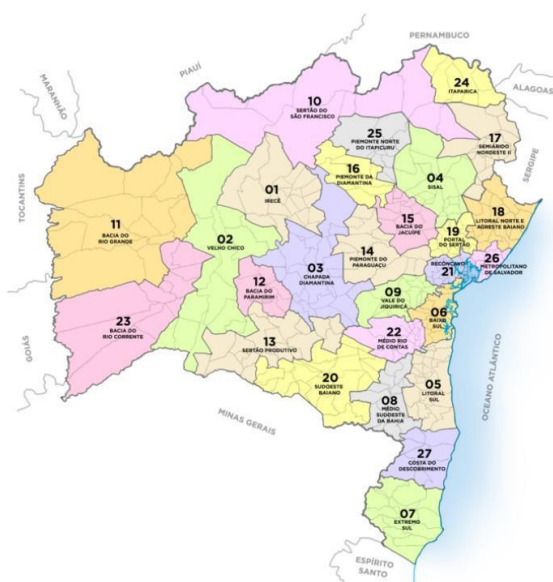 PERNAMBUCO
PIAUÍ
MARANHÃO
ALAGOAS
24
ITAPARICA
10
SERTÃO DO
SÃO FRANCISCO
25
PIEMONTE NORTE
DO ITAPICURU
17
SEMIÁRIDO
NORDESTE II
SERGIPE
TOCANTINS
16
PIEMONTE DA
DIAMANTINA
04
SISAL
01
IRECÊ
11
BACIA DO
RIO GRANDE
02
VELHO CHICO
15
BACIA DO
JACUÍPE
18
LITORAL NORTE E
AGRESTE BAIANO
19
PORTAL
DO SERTÃO
14
PIEMONTE DO
PARAGUAÇU
03
CHAPADA
DIAMANTINA
RECÔNCAVO
21
26
METROPOLITANO
DE SALVADOR
12
BACIA DO
PARAMIRIM
09
VALE DO
JIQUIRIÇÁ
06
BAIXO
SUL
23
BACIA DO
RIO CORRENTE
GOIÁS
13
SERTÃO PRODUTIVO
22
MÉDIO RIO
DE CONTAS
OCEANO ATLÂNTICO
20
SUDOESTE
BAIANO
05
LITORAL
SUL
08
MÉDIO
SUDOESTE
DA BAHIA
MINAS GERAIS
27
COSTA DO
DESCOBRIMENTO
07
EXTREMO
SUL
ESPÍRITO
SANTO